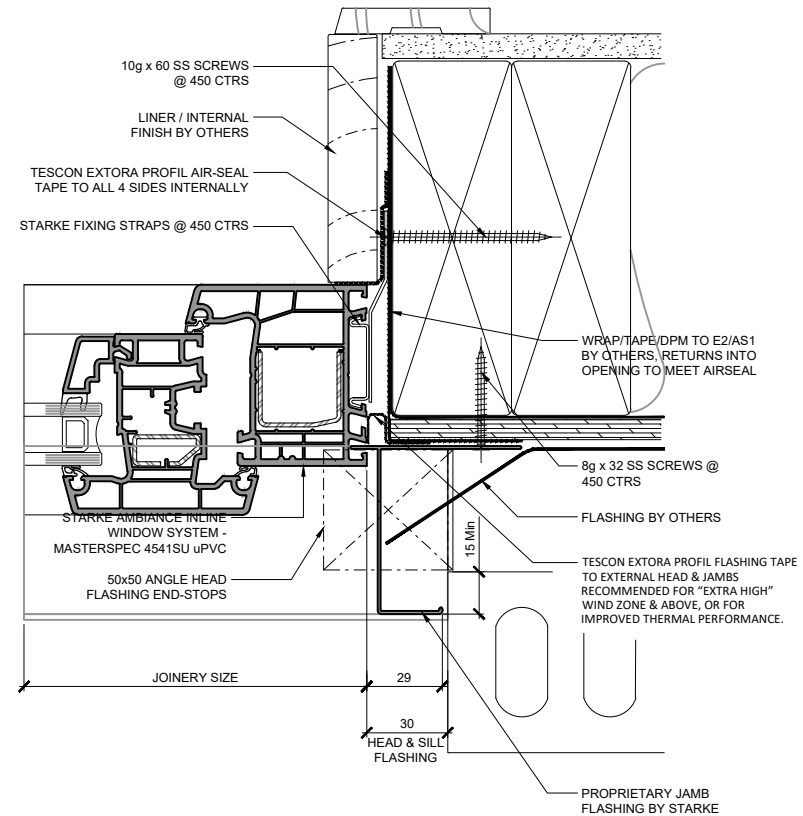 10g x 60 SS SCREWS
@ 450 CTRS
LINER / INTERNAL
FINISH BY OTHERS
TESCON EXTORA PROFIL AIR-SEAL
TAPE TO ALL 4 SIDES INTERNALLY
STARKE FIXING STRAPS @ 450 CTRS
WRAP/TAPE/DPM TO E2/AS1
BY OTHERS, RETURNS INTO
OPENING TO MEET AIRSEAL
8g x 32 SS SCREWS @
450 CTRS
FLASHING BY OTHERS
STARKE AMBIANCE INLINE
WINDOW SYSTEM -
MASTERSPEC 4541SU uPVC
50x50 ANGLE HEAD
FLASHING END-STOPS
15 Min
TESCON EXTORA PROFIL FLASHING TAPE
TO EXTERNAL HEAD & JAMBS
RECOMMENDED FOR “EXTRA HIGH”
WIND ZONE & ABOVE, OR FOR
IMPROVED THERMAL PERFORMANCE.
JOINERY SIZE
29
30
HEAD & SILL
FLASHING
PROPRIETARY JAMB
FLASHING BY STARKE